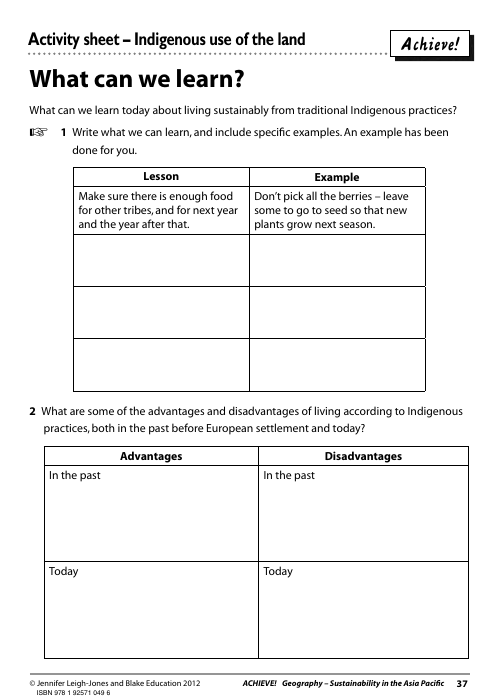 Activity sheet – Indigenous use of the land
Achieve!
What can we learn?
What can we learn today about living sustainably from traditional Indigenous practices?
1 Write what we can learn, and include specific examples. An example has been
done for you.
Lesson
Example
Make sure there is enough food
for other tribes, and for next year
and the year after that.
Don't pick all the berries – leave
some to go to seed so that new
plants grow next season.
2 What are some of the advantages and disadvantages of living according to Indigenous
practices, both in the past before European settlement and today?
Advantages
Disadvantages
In the past
In the past
Today
Today
© Jennifer Leigh-Jones and Blake Education 2012
ACHIEVE! Geography – Sustainability in the Asia Pacific 37
ISBN 978 1 92571 049 6